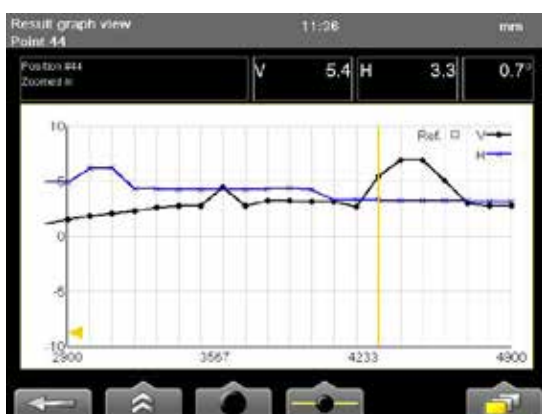 Result graph view 11:36 mm
Point 44
Position #44
Zoomed in
V 5.4 H 3.3 0.7°
10
Ref. V
H
5
0
-5
-10
2900 3567 4233 4900